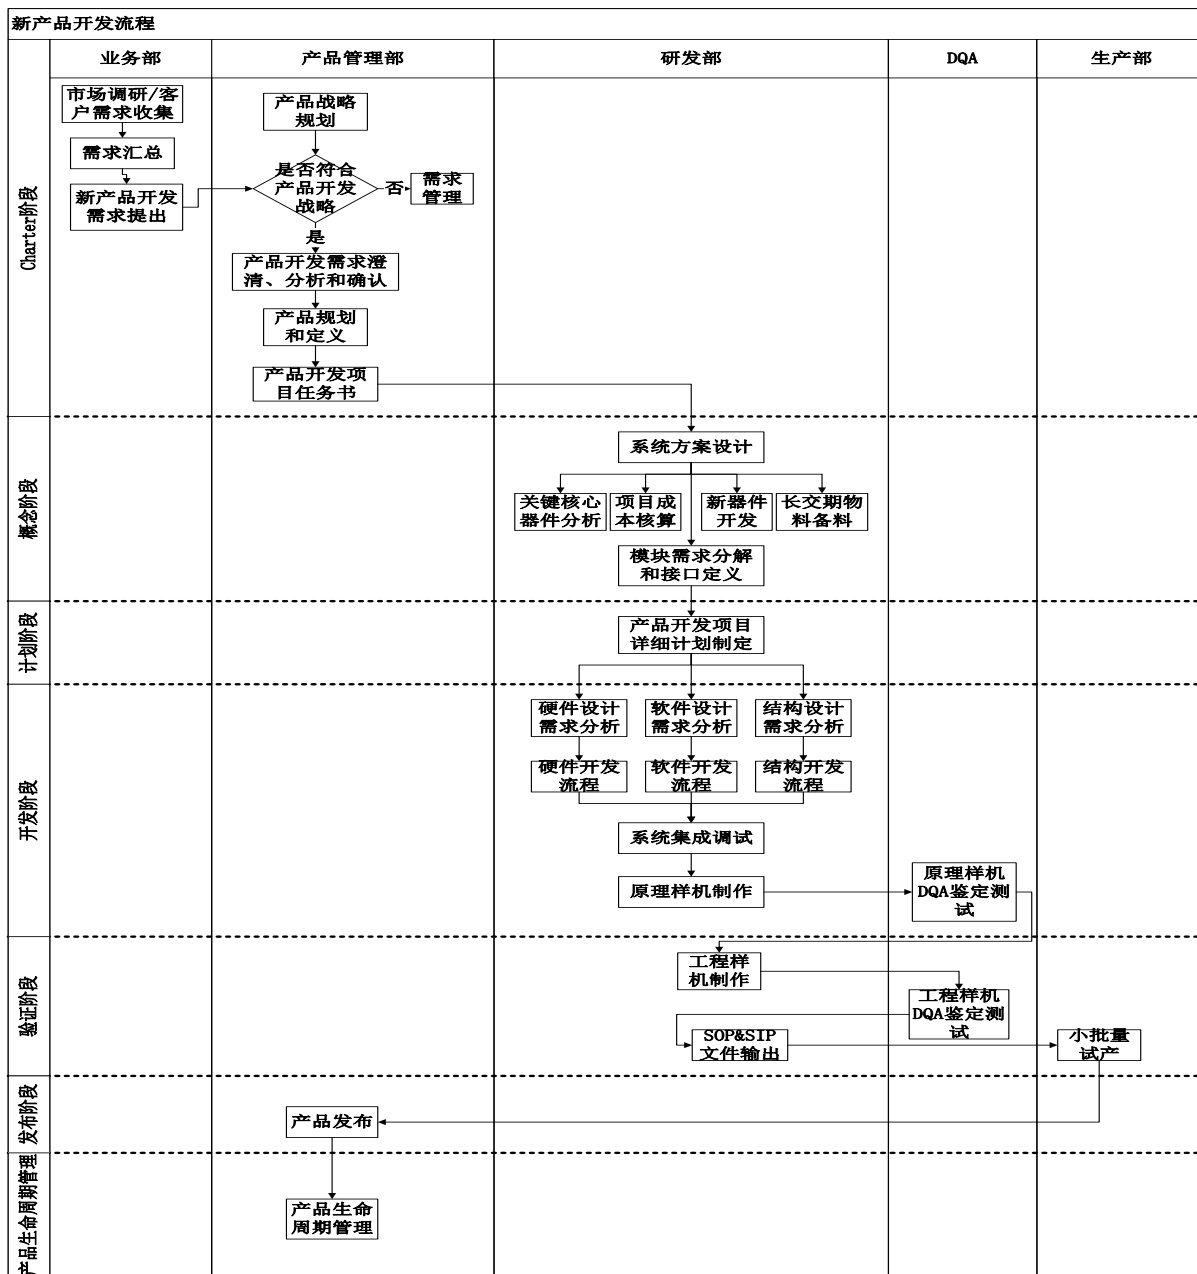 新产品开发流程
业务部
产品管理部
研发部
DQA
生产部
Charter阶段
市场调研/客
户需求收集
需求汇总
新产品开发
需求提出
产品战略
规划
是否符合
产品开发
战略
否
需求
管理
是
产品开发需求澄
清、分析和确认
产品规划
和定义
产品开发项
目任务书
概念阶段
系统方案设计
关键核心
器件分析
项目成
本核算
新器件
开发
长交期物
料备料
模块需求分解
和接口定义
计划阶段
产品开发项目
详细计划制定
开发阶段
硬件设计
需求分析
软件设计
需求分析
结构设计
需求分析
硬件开发
流程
软件开发
流程
结构开发
流程
系统集成调试
原理样机制作
原理样机
DQA鉴定测
试
验证阶段
工程样
机制作
工程样机
DQA鉴定测
试
SOP&SIP
文件输出
小批量
试产
发布阶段
产品发布
产品生命周期管理
产品生命
周期管理